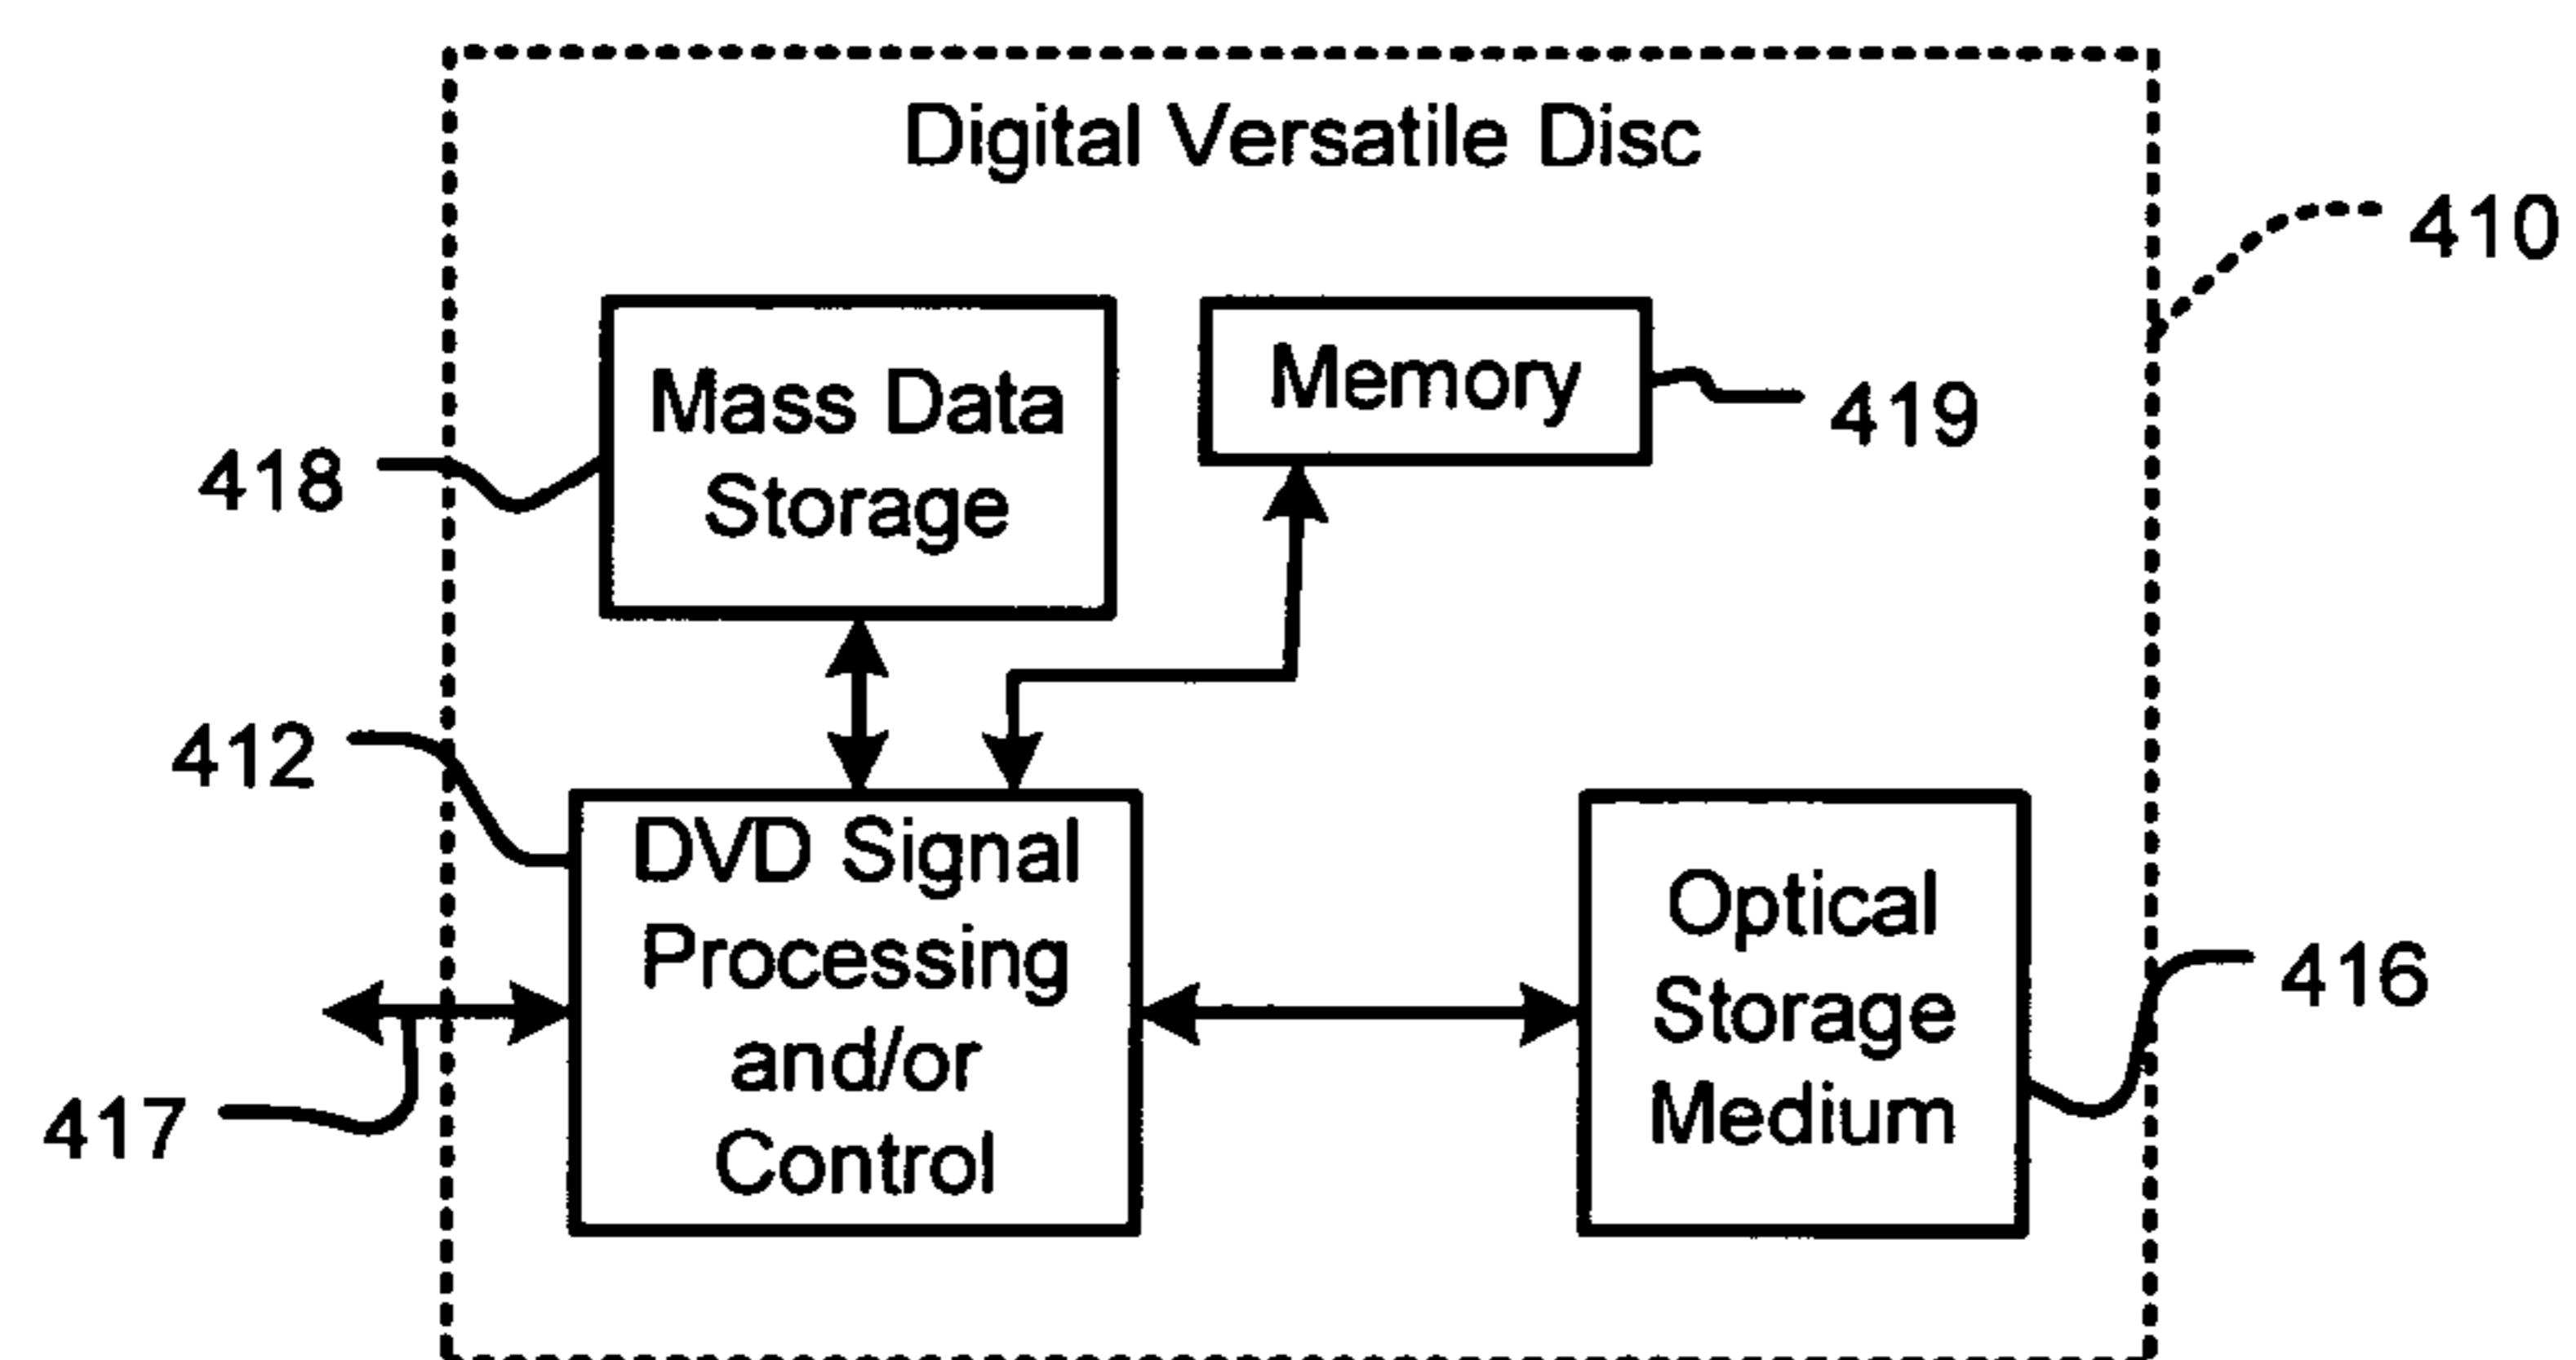 Digital Versatile Disc
410
Mass Data
Storage
418
Memory
419
412
DVD Signal
Processing
and/or
Control
417
Optical
Storage
Medium
416